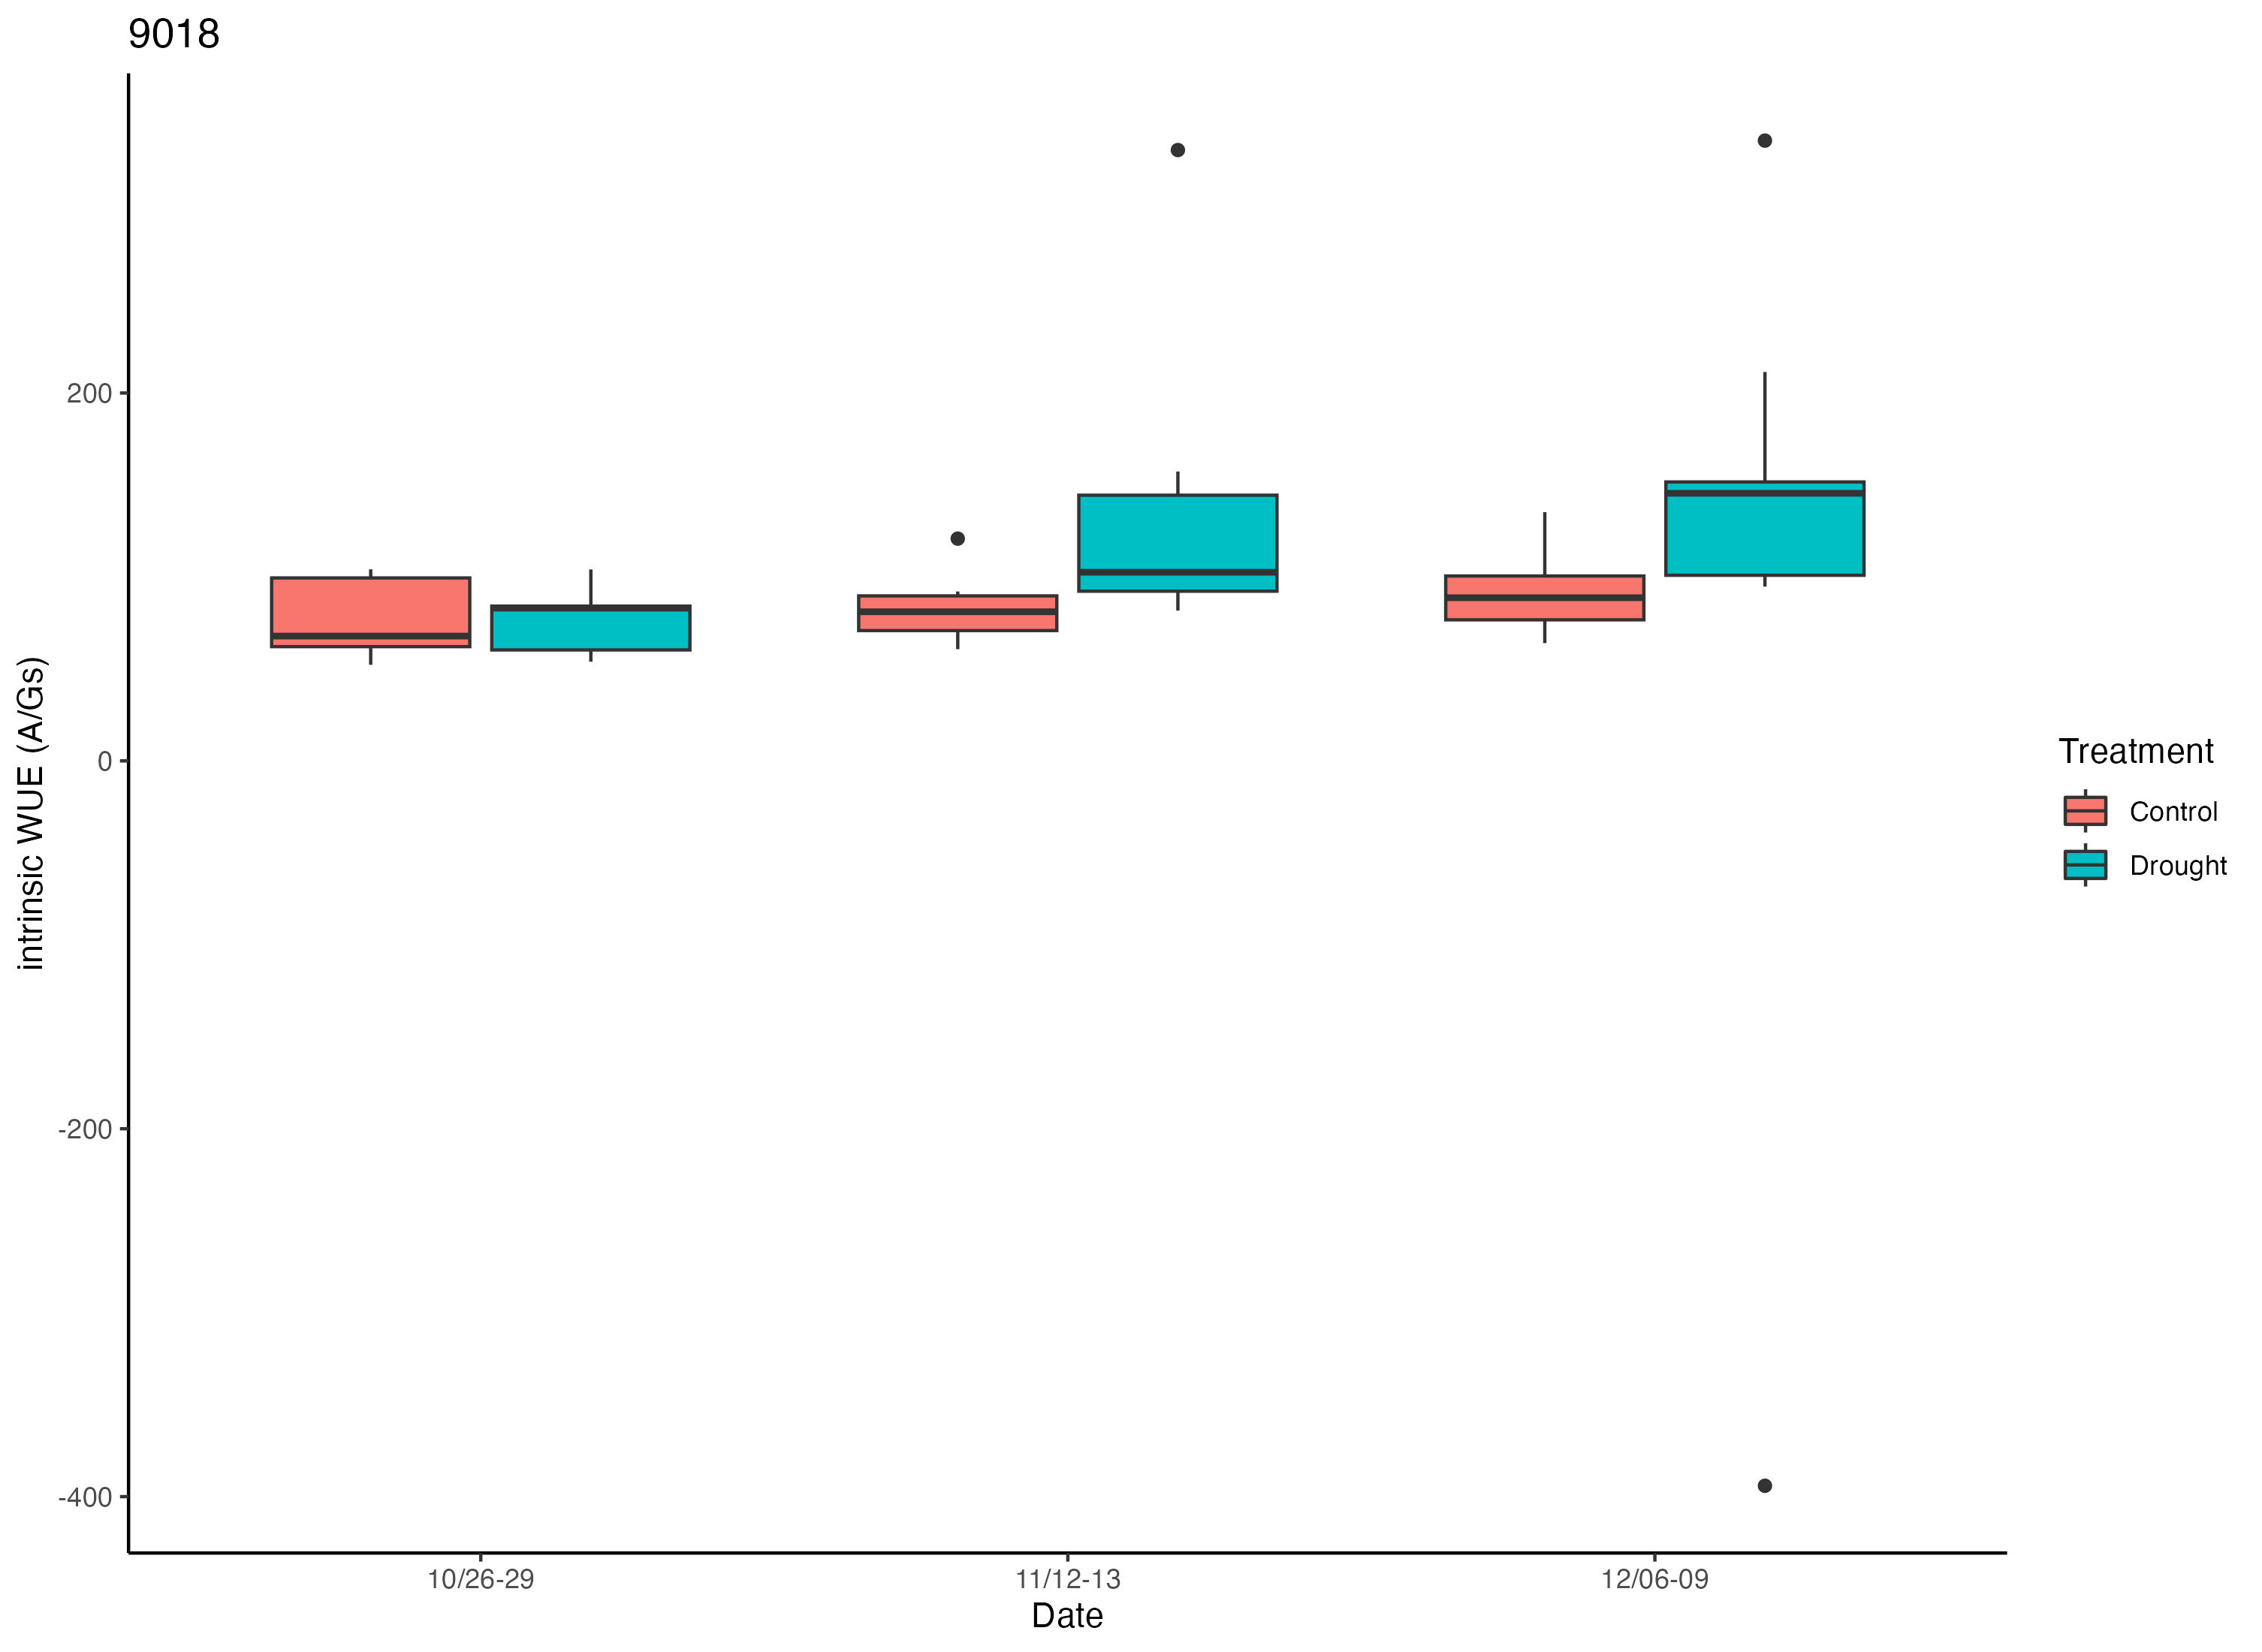 9018
intrinsic WUE (A/Gs)
200
0
-200
-400
10/26-29
11/12-13
12/06-09
Date
Treatment
Control
Drought